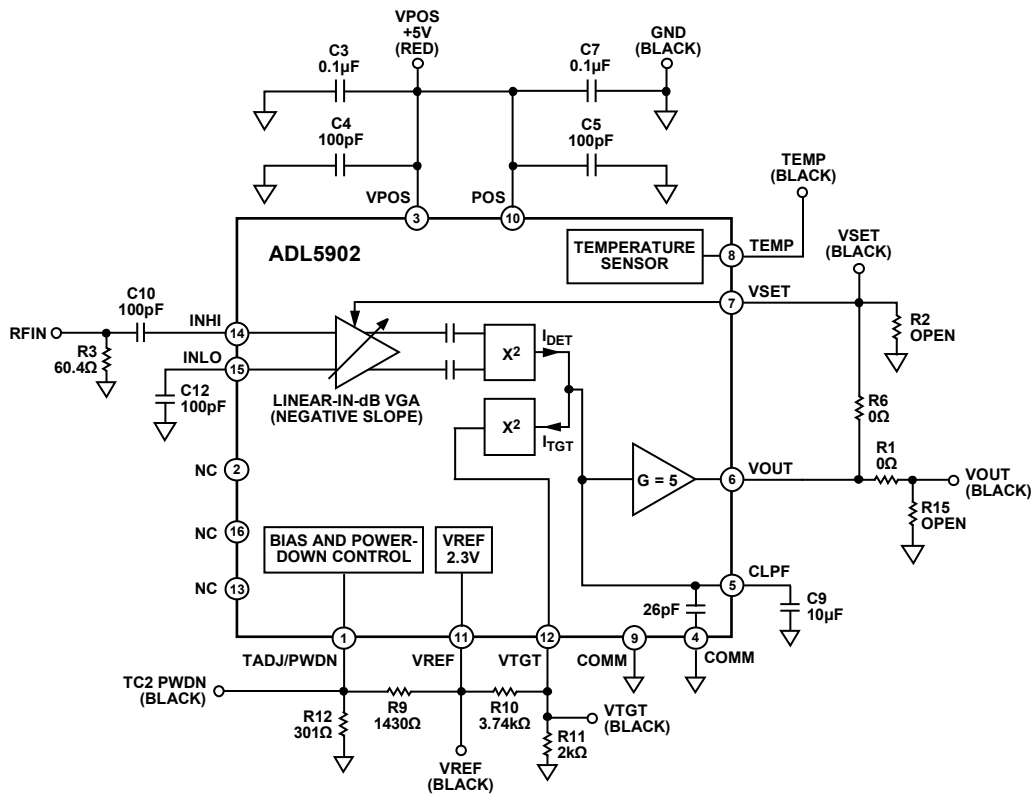 VPOS
+5V
(RED)
GND
(BLACK)
C3
0.1µF
C7
0.1µF
C4
100pF
C5
100pF
TEMP
(BLACK)
VPOS
POS
3
10
ADL5902
TEMPERATURE
SENSOR
8
TEMP
VSET
(BLACK)
7
VSET
C10
100pF
RFIN
INHI
14
R3
60.4Ω
INLO
15
C12
100pF
LINEAR-IN-dB VGA
(NEGATIVE SLOPE)
X2
IDET
X2
ITGT
R2
OPEN
R6
0Ω
R1
0Ω
G = 5
6
VOUT
VOUT
(BLACK)
R15
OPEN
NC
2
NC
16
NC
13
BIAS AND POWER-
DOWN CONTROL
VREF
2.3V
26pF
5
CLPF
C9
10µF
1
11
12
9
4
TADJ/PWDN
VREF
VTGT
COMM
COMM
TC2 PWDN
(BLACK)
R12
301Ω
R9
1430Ω
R10
3.74kΩ
VTGT
(BLACK)
R11
2kΩ
VREF
(BLACK)